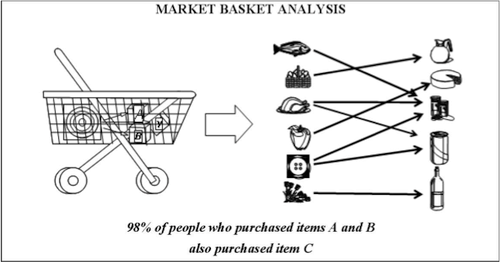 MARKET BASKET ANALYSIS
A
B
98% of people who purchased items A and B
also purchased item C